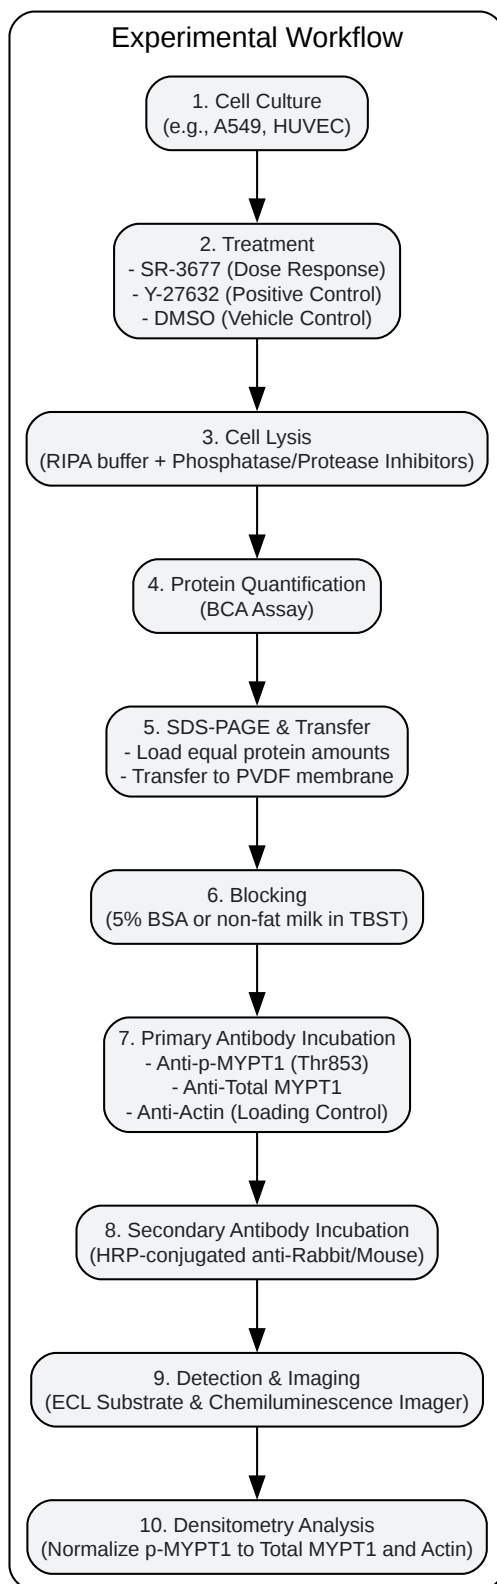 Experimental Workflow
1. Cell Culture
(e.g., A549, HUVEC)
2. Treatment
- SR-3677 (Dose Response)
- Y-27632 (Positive Control)
- DMSO (Vehicle Control)
3. Cell Lysis
(RIPA buffer + Phosphatase/Protease Inhibitors)
4. Protein Quantification
(BCA Assay)
5. SDS-PAGE & Transfer
- Load equal protein amounts
- Transfer to PVDF membrane
6. Blocking
(5% BSA or non-fat milk in TBST)
7. Primary Antibody Incubation
- Anti-p-MYPT1 (Thr853)
- Anti-Total MYPT1
- Anti-Actin (Loading Control)
8. Secondary Antibody Incubation
(HRP-conjugated anti-Rabbit/Mouse)
9. Detection & Imaging
(ECL Substrate & Chemiluminescence Imager)
10. Densitometry Analysis
(Normalize p-MYPT1 to Total MYPT1 and Actin)